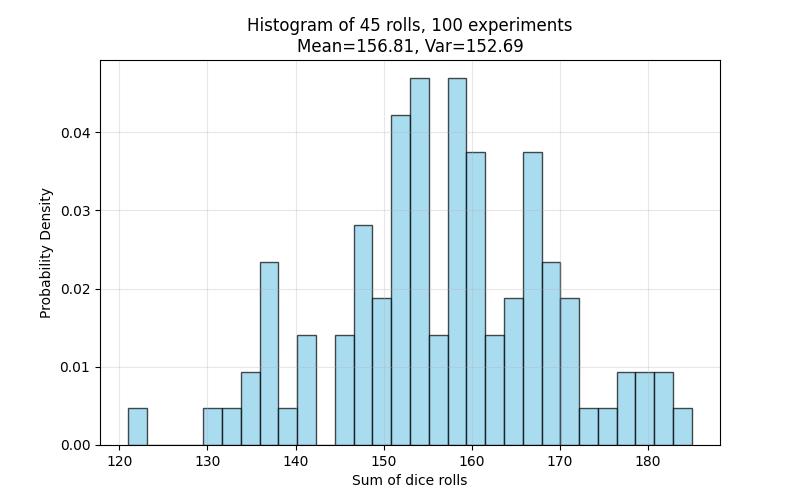 Histogram of 45 rolls, 100 experiments
Mean=156.81, Var=152.69
Probability Density
0.04
0.03
0.02
0.01
0.00
120 130 140 150 160 170 180
Sum of dice rolls